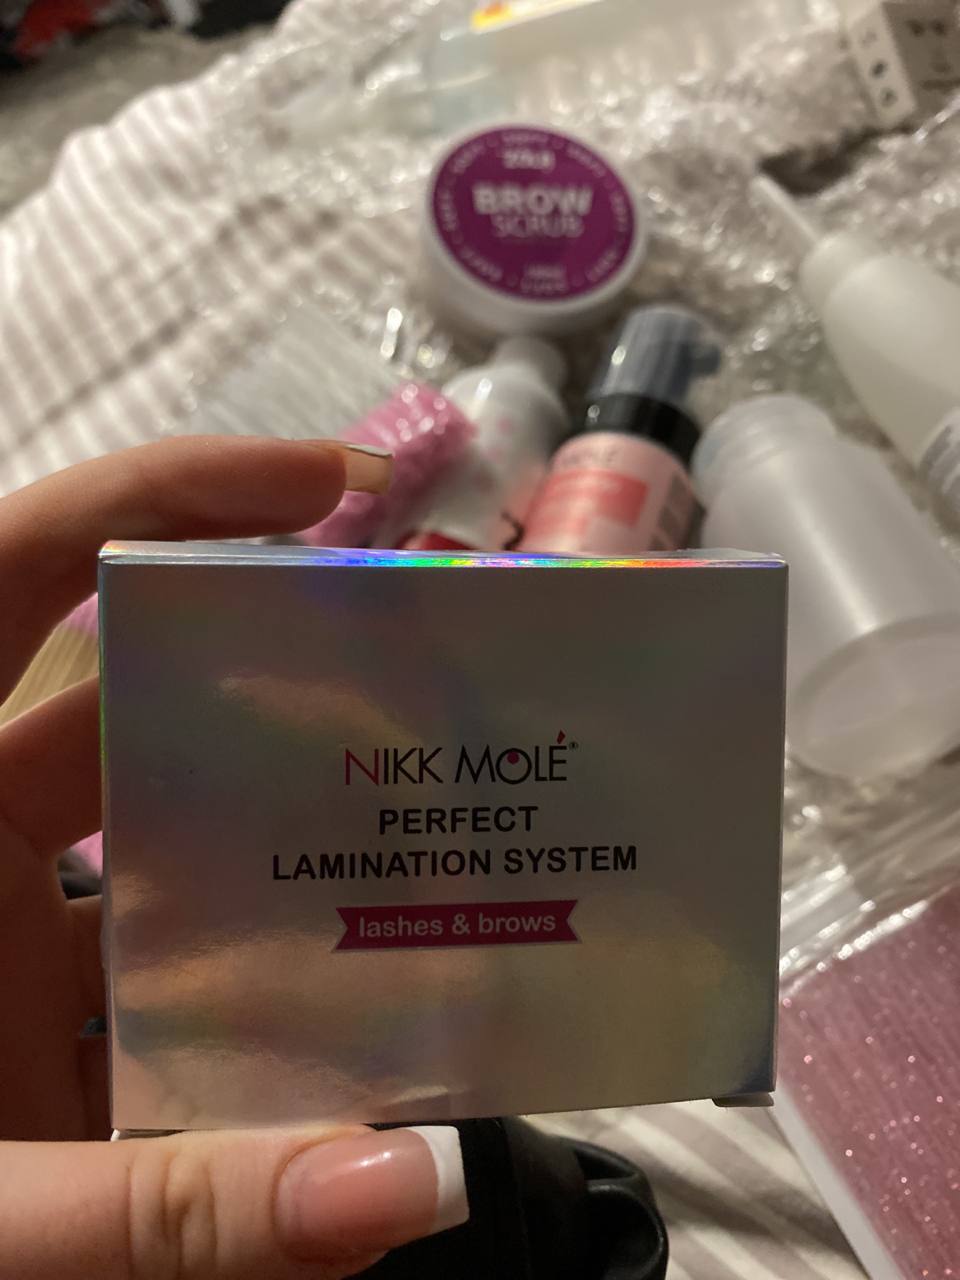 BROW
SCRUB
NIKK MOLÉ®
PERFECT
LAMINATION SYSTEM
lashes & brows